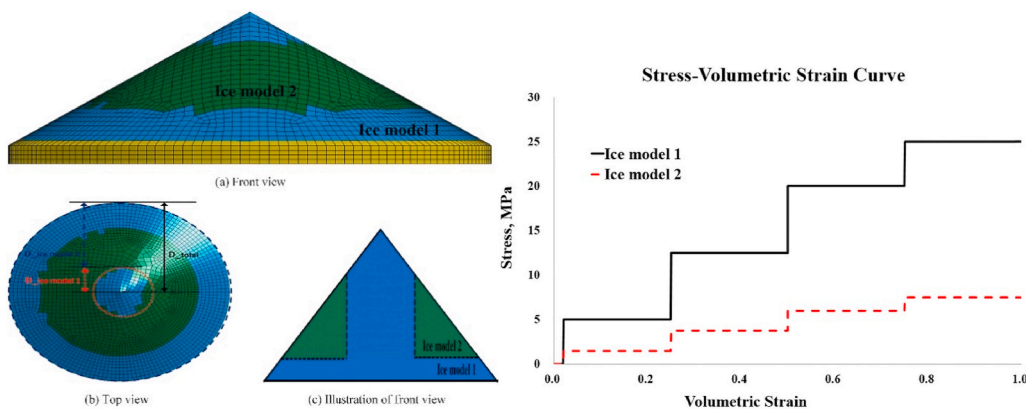 Ice model 2
Ice model 1
(a) Front view
D_total
(b) Top view
Ice model 2
Ice model 1
(c) Illustration of front view
Stress-Volumetric Strain Curve
Stress, MPa
30
25
20
15
10
5
0
Ice model 1
Ice model 2
0.0
0.2
0.4
0.6
0.8
1.0
Volumetric Strain